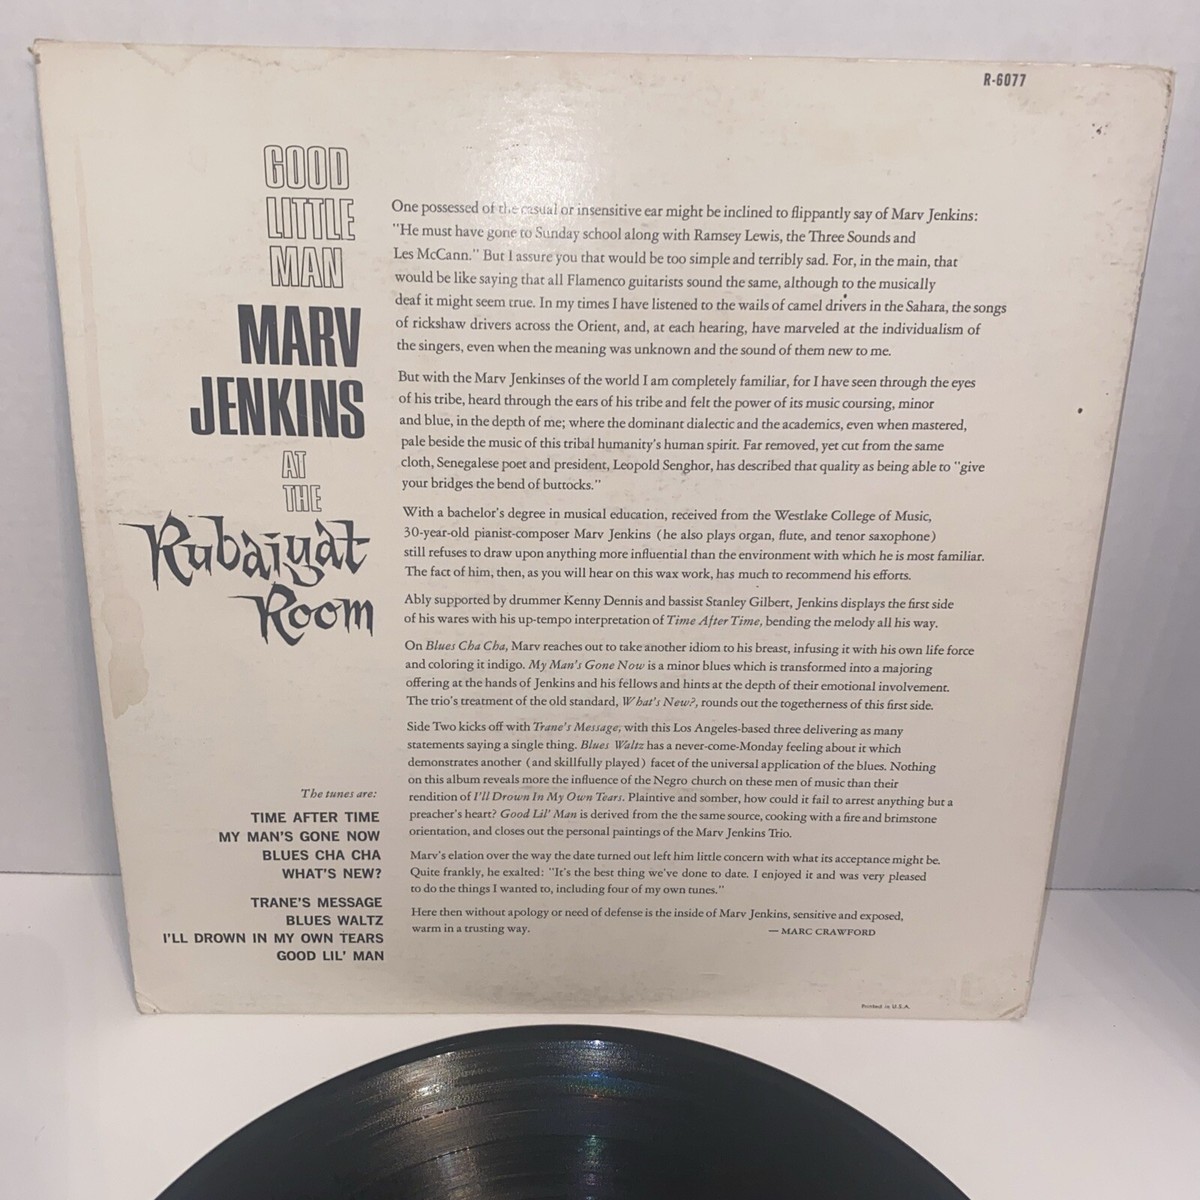 R-6077
GOOD
LITTLE
MAN
MARV
JENKINS
AT
THE
Rubaiyat
Room
One possessed of the casual or insensitive ear might be inclined to flippantly say of Marv Jenkins:
"He must have gone to Sunday school along with Ramsey Lewis, the Three Sounds and
Les McCann." But I assure you that would be too simple and terribly sad. For, in the main, that
would be like saying that all Flamenco guitarists sound the same, although to the musically
deaf it might seem true. In my times I have listened to the wails of camel drivers in the Sahara, the songs
of rickshaw drivers across the Orient, and, at each hearing, have marveled at the individualism of
the singers, even when the meaning was unknown and the sound of them new to me.
But with the Marv Jenkinses of the world I am completely familiar, for I have seen through the eyes
of his tribe, heard through the ears of his tribe and felt the power of its music coursing, minor
and blue, in the depth of me; where the dominant dialectic and the academics, even when mastered,
pale beside the music of this tribal humanity's human spirit. Far removed, yet cut from the same
cloth, Senegalese poet and president, Leopold Senghor, has described that quality as being able to "give
your bridges the bend of buttocks."
With a bachelor's degree in musical education, received from the Westlake College of Music,
30-year-old pianist-composer Marv Jenkins (he also plays organ, flute, and tenor saxophone)
still refuses to draw upon anything more influential than the environment with which he is most familiar.
The fact of him, then, as you will hear on this wax work, has much to recommend his efforts.
Ably supported by drummer Kenny Dennis and bassist Stanley Gilbert, Jenkins displays the first side
of his wares with his up-tempo interpretation of Time After Time, bending the melody all his way.
On Blues Cha Cha, Marv reaches out to take another idiom to his breast, infusing it with his own life force
and coloring it indigo. My Man's Gone Now is a minor blues which is transformed into a majoring
offering at the hands of Jenkins and his fellows and hints at the depth of their emotional involvement.
The trio's treatment of the old standard, What's New?, rounds out the togetherness of this first side.
Side Two kicks off with Trane's Message, with this Los Angeles-based three delivering as many
statements saying a single thing. Blues Waltz has a never-come-Monday feeling about it which
demonstrates another (and skillfully played) facet of the universal application of the blues. Nothing
on this album reveals more the influence of the Negro church on these men of music than their
rendition of I'll Drown In My Own Tears. Plaintive and somber, how could it fail to arrest anything but a
preacher's heart? Good Lil' Man is derived from the the same source, cooking with a fire and brimstone
orientation, and closes out the personal paintings of the Marv Jenkins Trio.
Marv's elation over the way the date turned out left him little concern with what its acceptance might be.
Quite frankly, he exalted: "It's the best thing we've done to date. I enjoyed it and was very pleased
to do the things I wanted to, including four of my own tunes."
Here then without apology or need of defense is the inside of Marv Jenkins, sensitive and exposed,
warm in a trusting way.
— MARC CRAWFORD
The tunes are:
TIME AFTER TIME
MY MAN'S GONE NOW
BLUES CHA CHA
WHAT'S NEW?
TRANE'S MESSAGE
BLUES WALTZ
I'LL DROWN IN MY OWN TEARS
GOOD LIL' MAN
Printed in U.S.A.